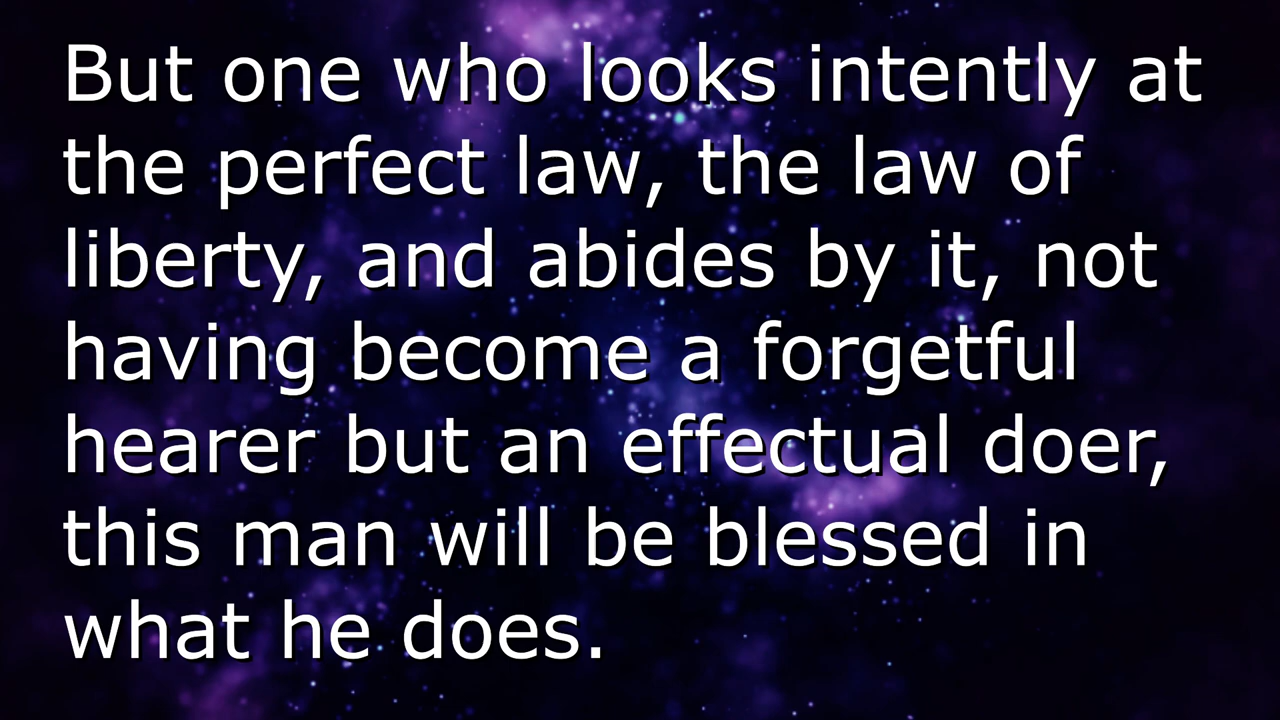 But one who looks intently at
the perfect law, the law of
liberty, and abides by it, not
having become a forgetful
hearer but an effectual doer,
this man will be blessed in
what he does.